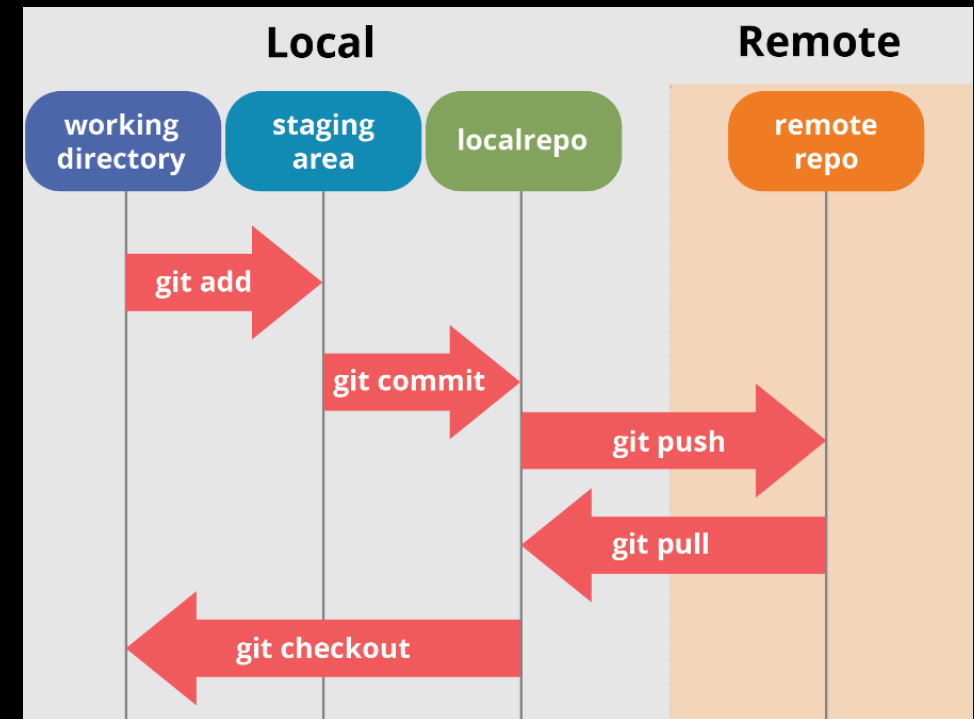 Local
Remote
working
directory
staging
area
localrepo
remote
repo
git add
git commit
git push
git pull
git checkout